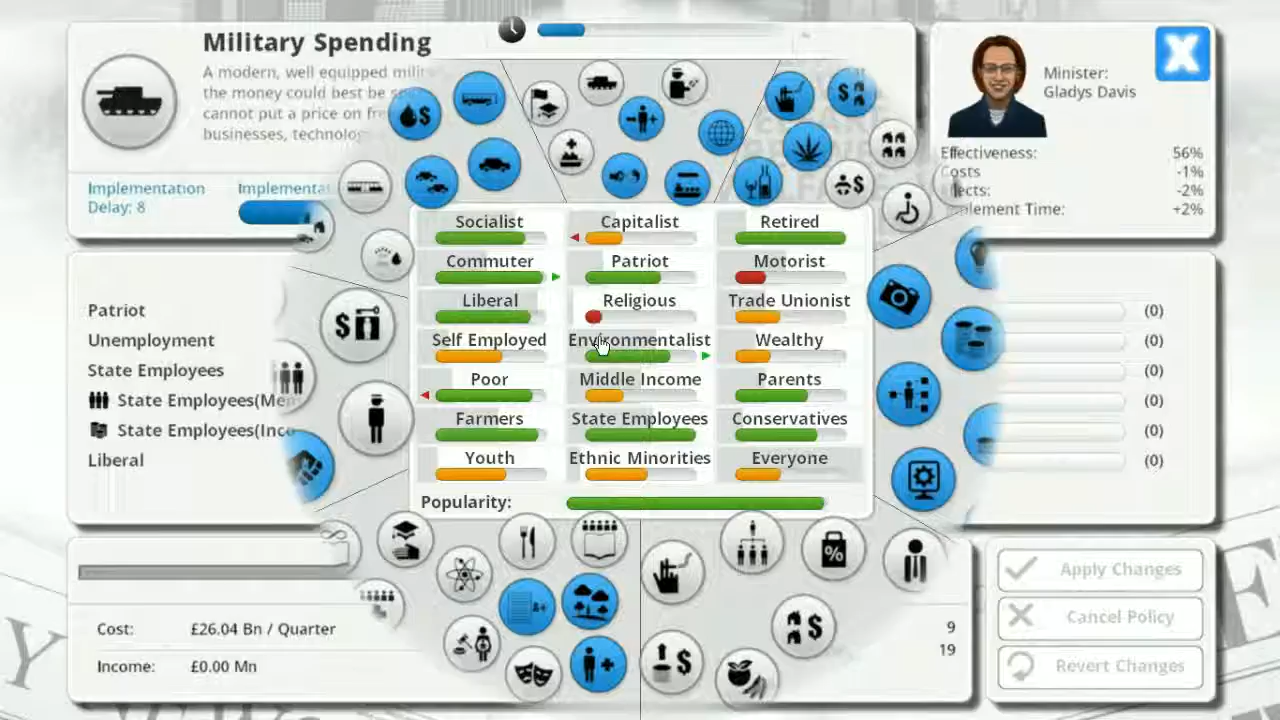 Military Spending
A modern, well equipped
the money could best be
cannot put a price on
businesses,
Implementation
Delay: 8
Minister:
Gladys Davis
Effectiveness: 56%
Costs -1%
-2%
+2%
Socialist Capitalist Retired
Commuter Patriot Motorist
Liberal Religious Trade Unionist
Self Employed Environmentalist Wealthy
Poor Middle Income Parents
Farmers State Employees Conservatives
Youth Ethnic Minorities Everyone
Popularity:
Patriot
Unemployment
State Employees
State Employees
State Employees
Liberal
(0)
(0)
(0)
(0)
(0)
(0)
Cost: £26.04 Bn / Quarter
Income: £0.00 Mn
9
19
Apply Changes
Cancel Policy
Revert Changes